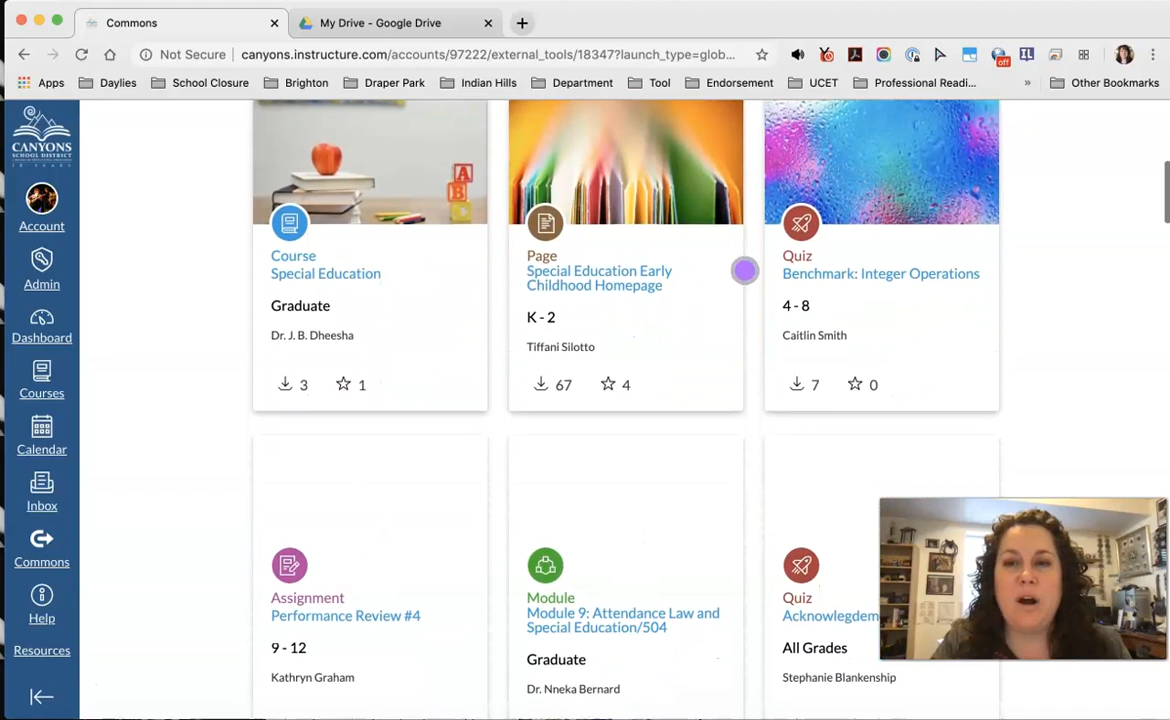 Commons
My Drive - Google Drive
Not Secure
canyons.instructure.com/accounts/97222/external_tools/18347?launch_type=glob...
off
Apps
Daylies
School Closure
Brighton
Draper Park
Indian Hills
Department
Tool
Endorsement
UCET
Professional Readi...
»
Other Bookmarks
CANYONS
SCHOOL DISTRICT
Account
Admin
Dashboard
Courses
Calendar
Inbox
Commons
Help
Resources
A
B
Course
Special Education
Graduate
Dr. J. B. Dheesha
3
1
Page
Special Education Early
Childhood Homepage
K - 2
Tiffani Silotto
67
4
Quiz
Benchmark: Integer Operations
4 - 8
Caitlin Smith
7
0
Assignment
Performance Review #4
9 - 12
Kathryn Graham
Module
Module 9: Attendance Law and
Special Education/504
Graduate
Dr. Nneka Bernard
Quiz
Acknowlegdem
All Grades
Stephanie Blankenship